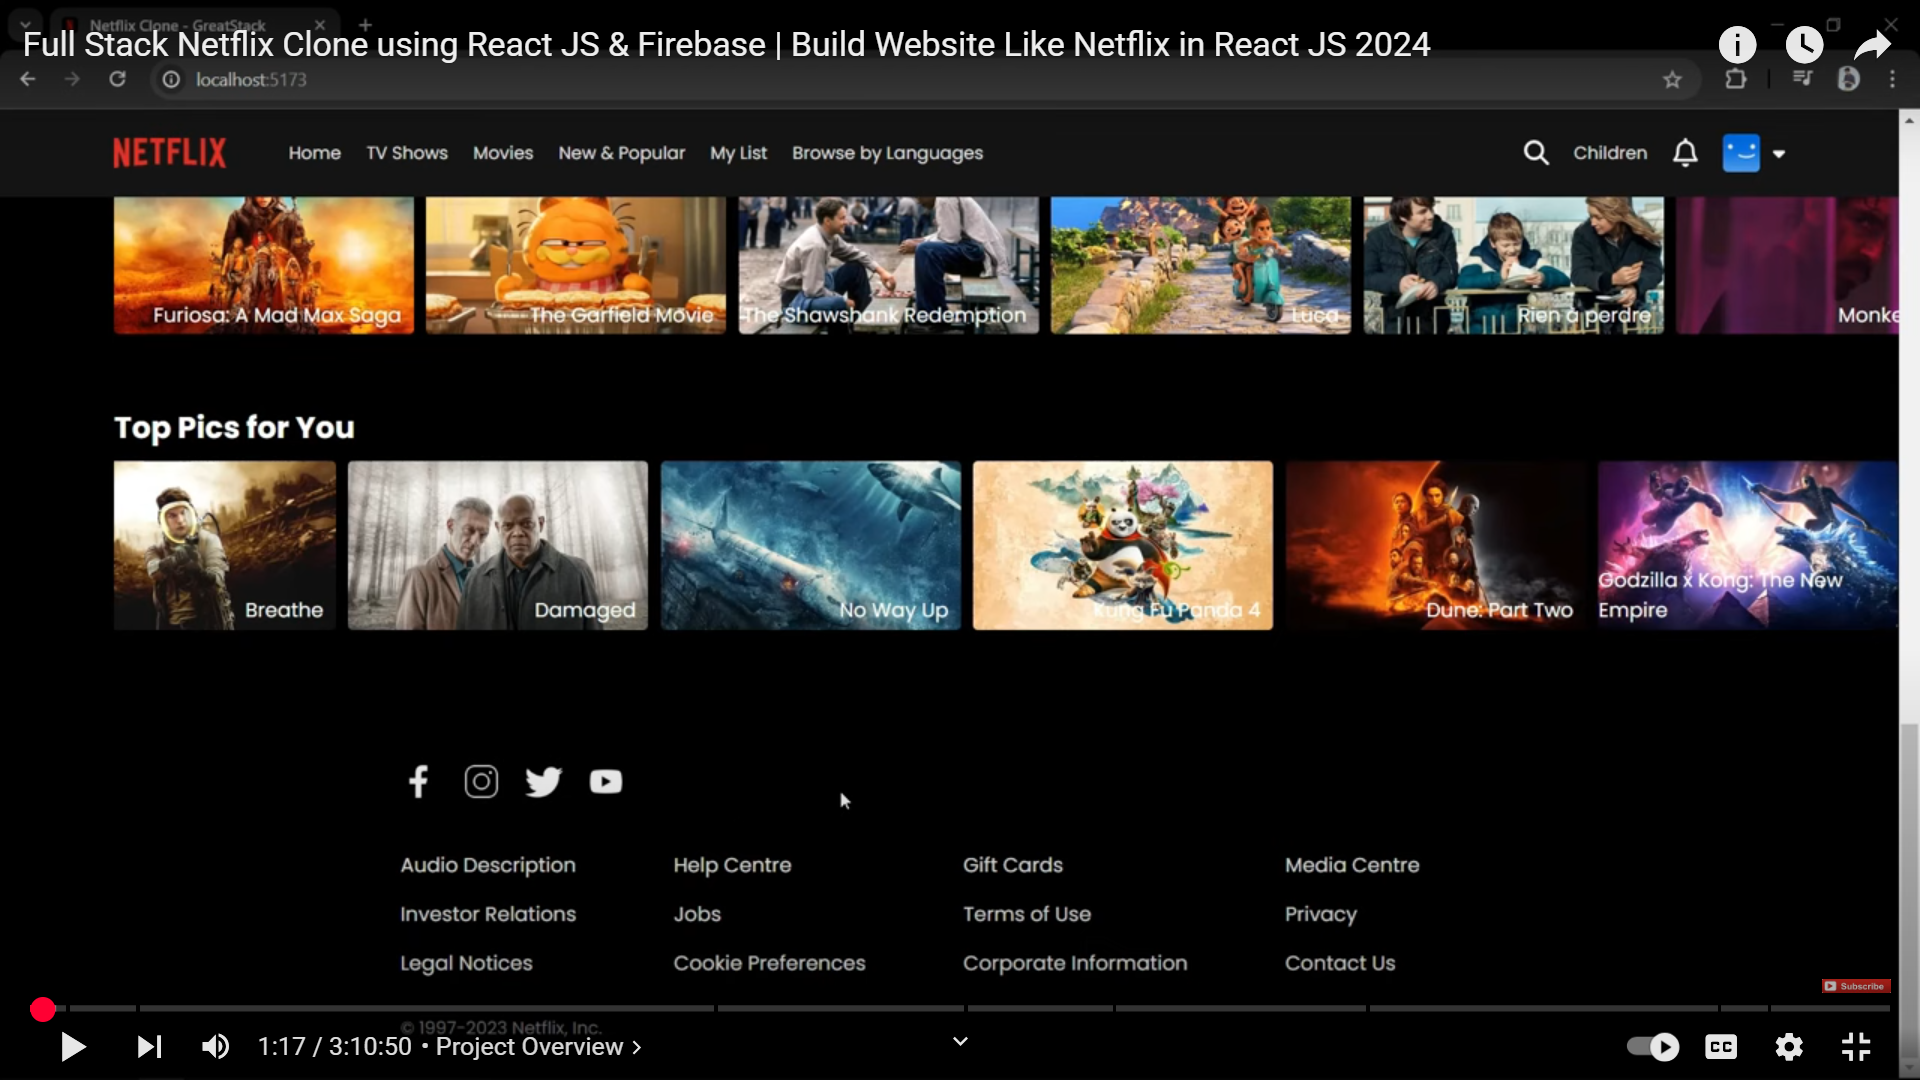 Netflix Clone - GreatStack
Full Stack Netflix Clone using React JS & Firebase | Build Website Like Netflix in React JS 2024
localhost:5173
NETFLIX Home TV Shows Movies New & Popular My List Browse by Languages Children
Furiosa: A Mad Max Saga The Garfield Movie The Shawshank Redemption Luca Rien à perdre Monke
Top Pics for You
Breathe Damaged No Way Up Kung Fu Panda 4 Dune: Part Two Godzilla x Kong: The New
Empire
Audio Description Help Centre Gift Cards Media Centre
Investor Relations Jobs Terms of Use Privacy
Legal Notices Cookie Preferences Corporate Information Contact Us
Subscribe
© 1997-2023 Netflix, Inc.
1:17 / 3:10:50 • Project Overview
CC